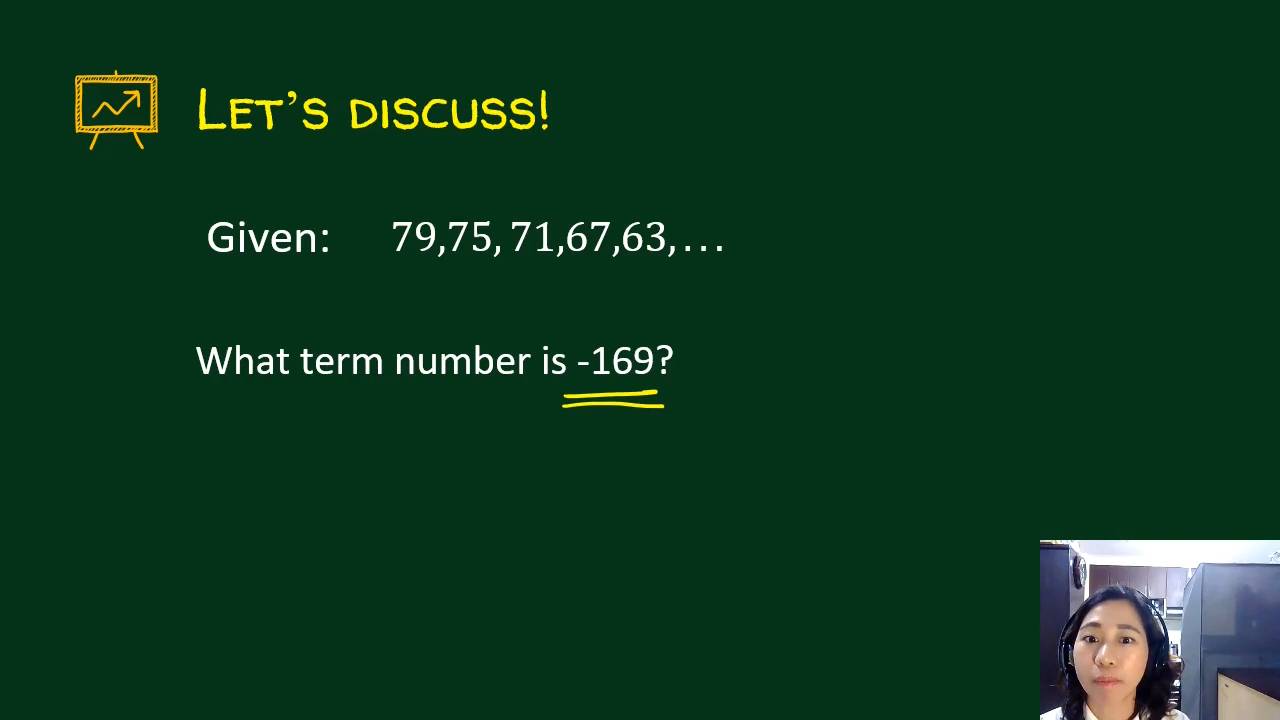 LET'S DISCUSS!
Given: 79,75, 71,67,63, …
What term number is -169?